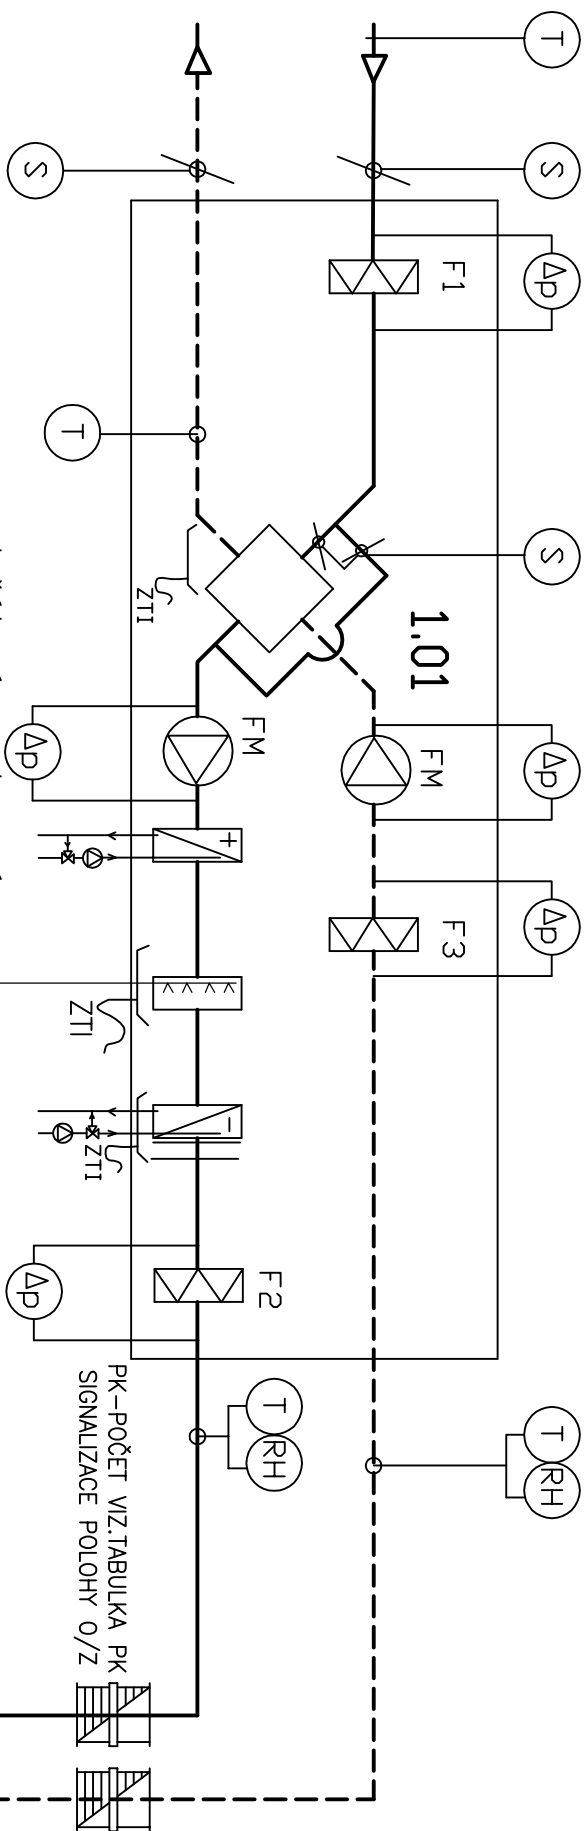 T
S
S
Δp
F1
T
S
ZTI
1.01
Δp
FM
FM
Δp
Δp
+
F3
ZTI
–
ZTI
Δp
F2
T
RH
T
RH
PK–POČET VIZ.TABULKA PK
SIGNALIZACE POLOHY O/Z